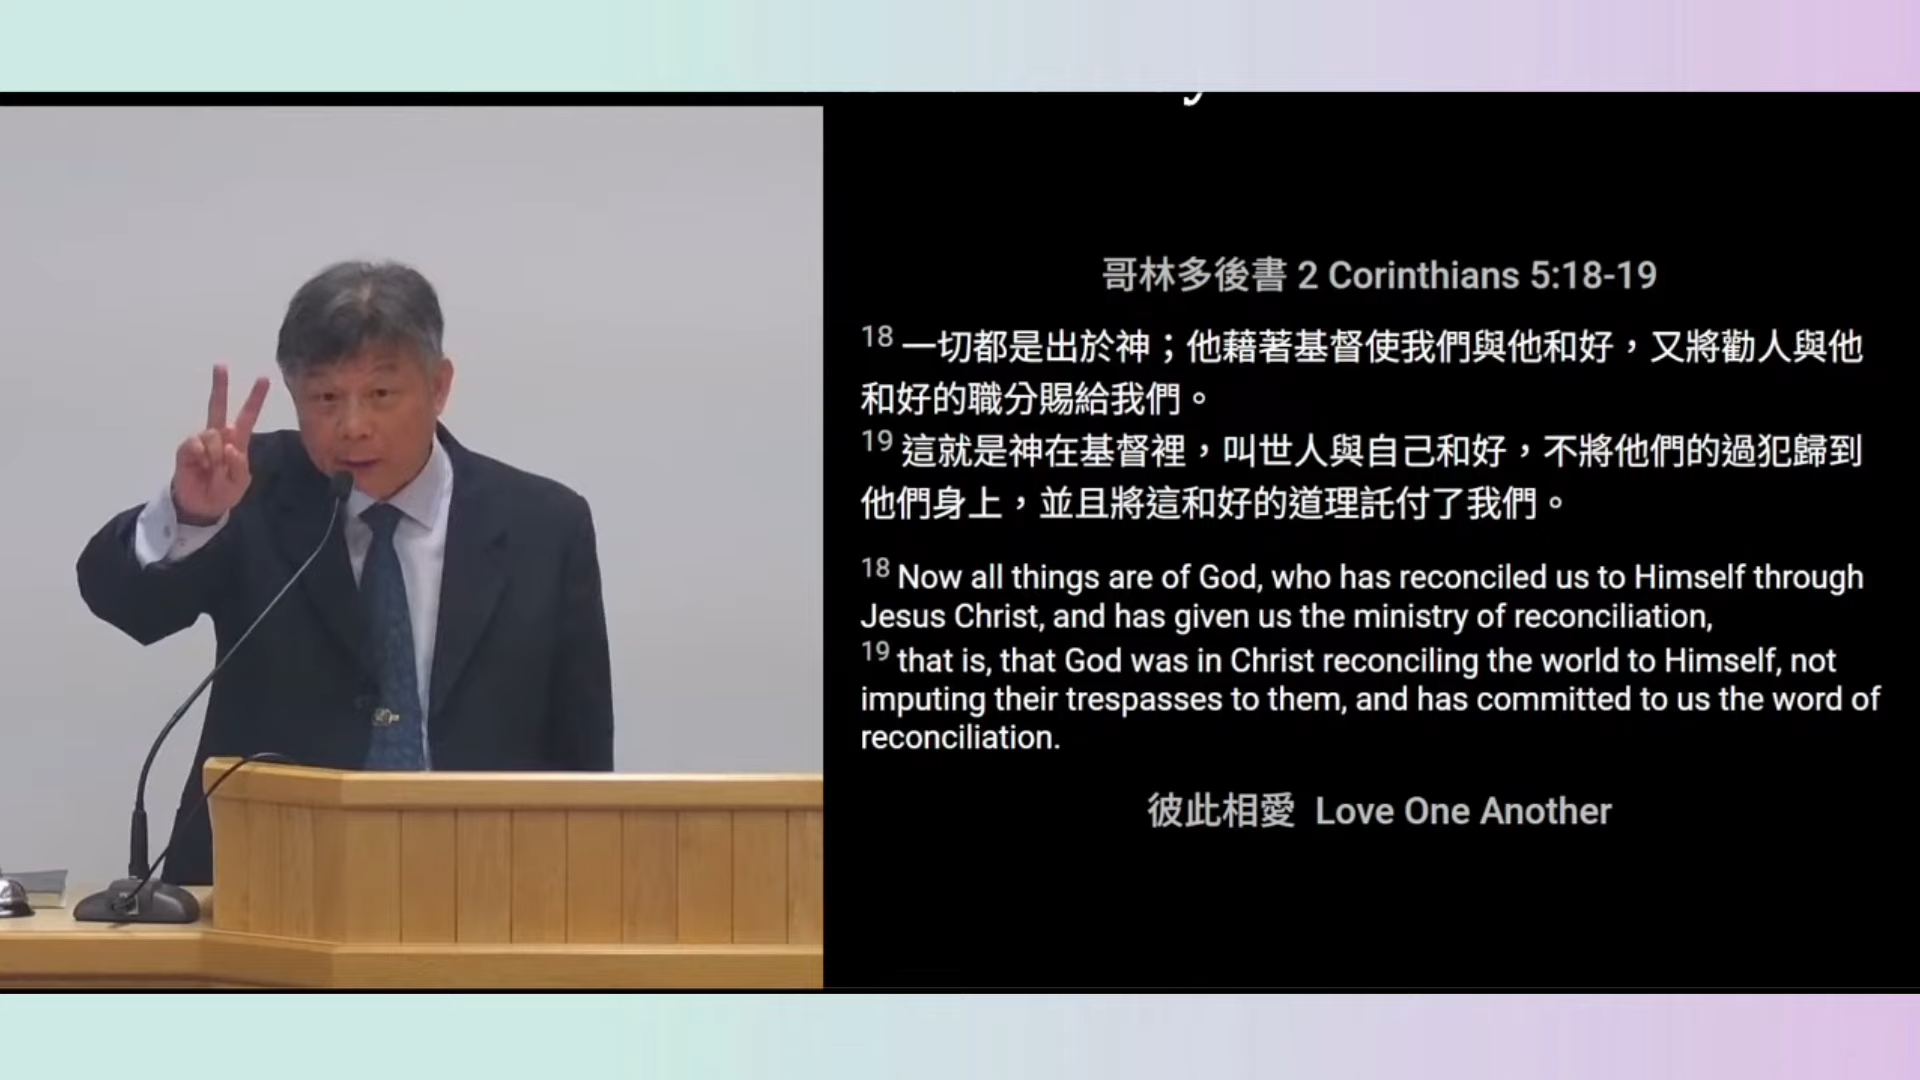 哥林多後書 2 Corinthians 5:18-19
18 一切都是出於神；他藉著基督使我們與他和好，又將勸人與他
和好的職分賜給我們。
19 這就是神在基督裡，叫世人與自己和好，不將他們的過犯歸到
他們身上，並且將這和好的道理託付了我們。
18 Now all things are of God, who has reconciled us to Himself through
Jesus Christ, and has given us the ministry of reconciliation,
19 that is, that God was in Christ reconciling the world to Himself, not
imputing their trespasses to them, and has committed to us the word of
reconciliation.
彼此相愛 Love One Another